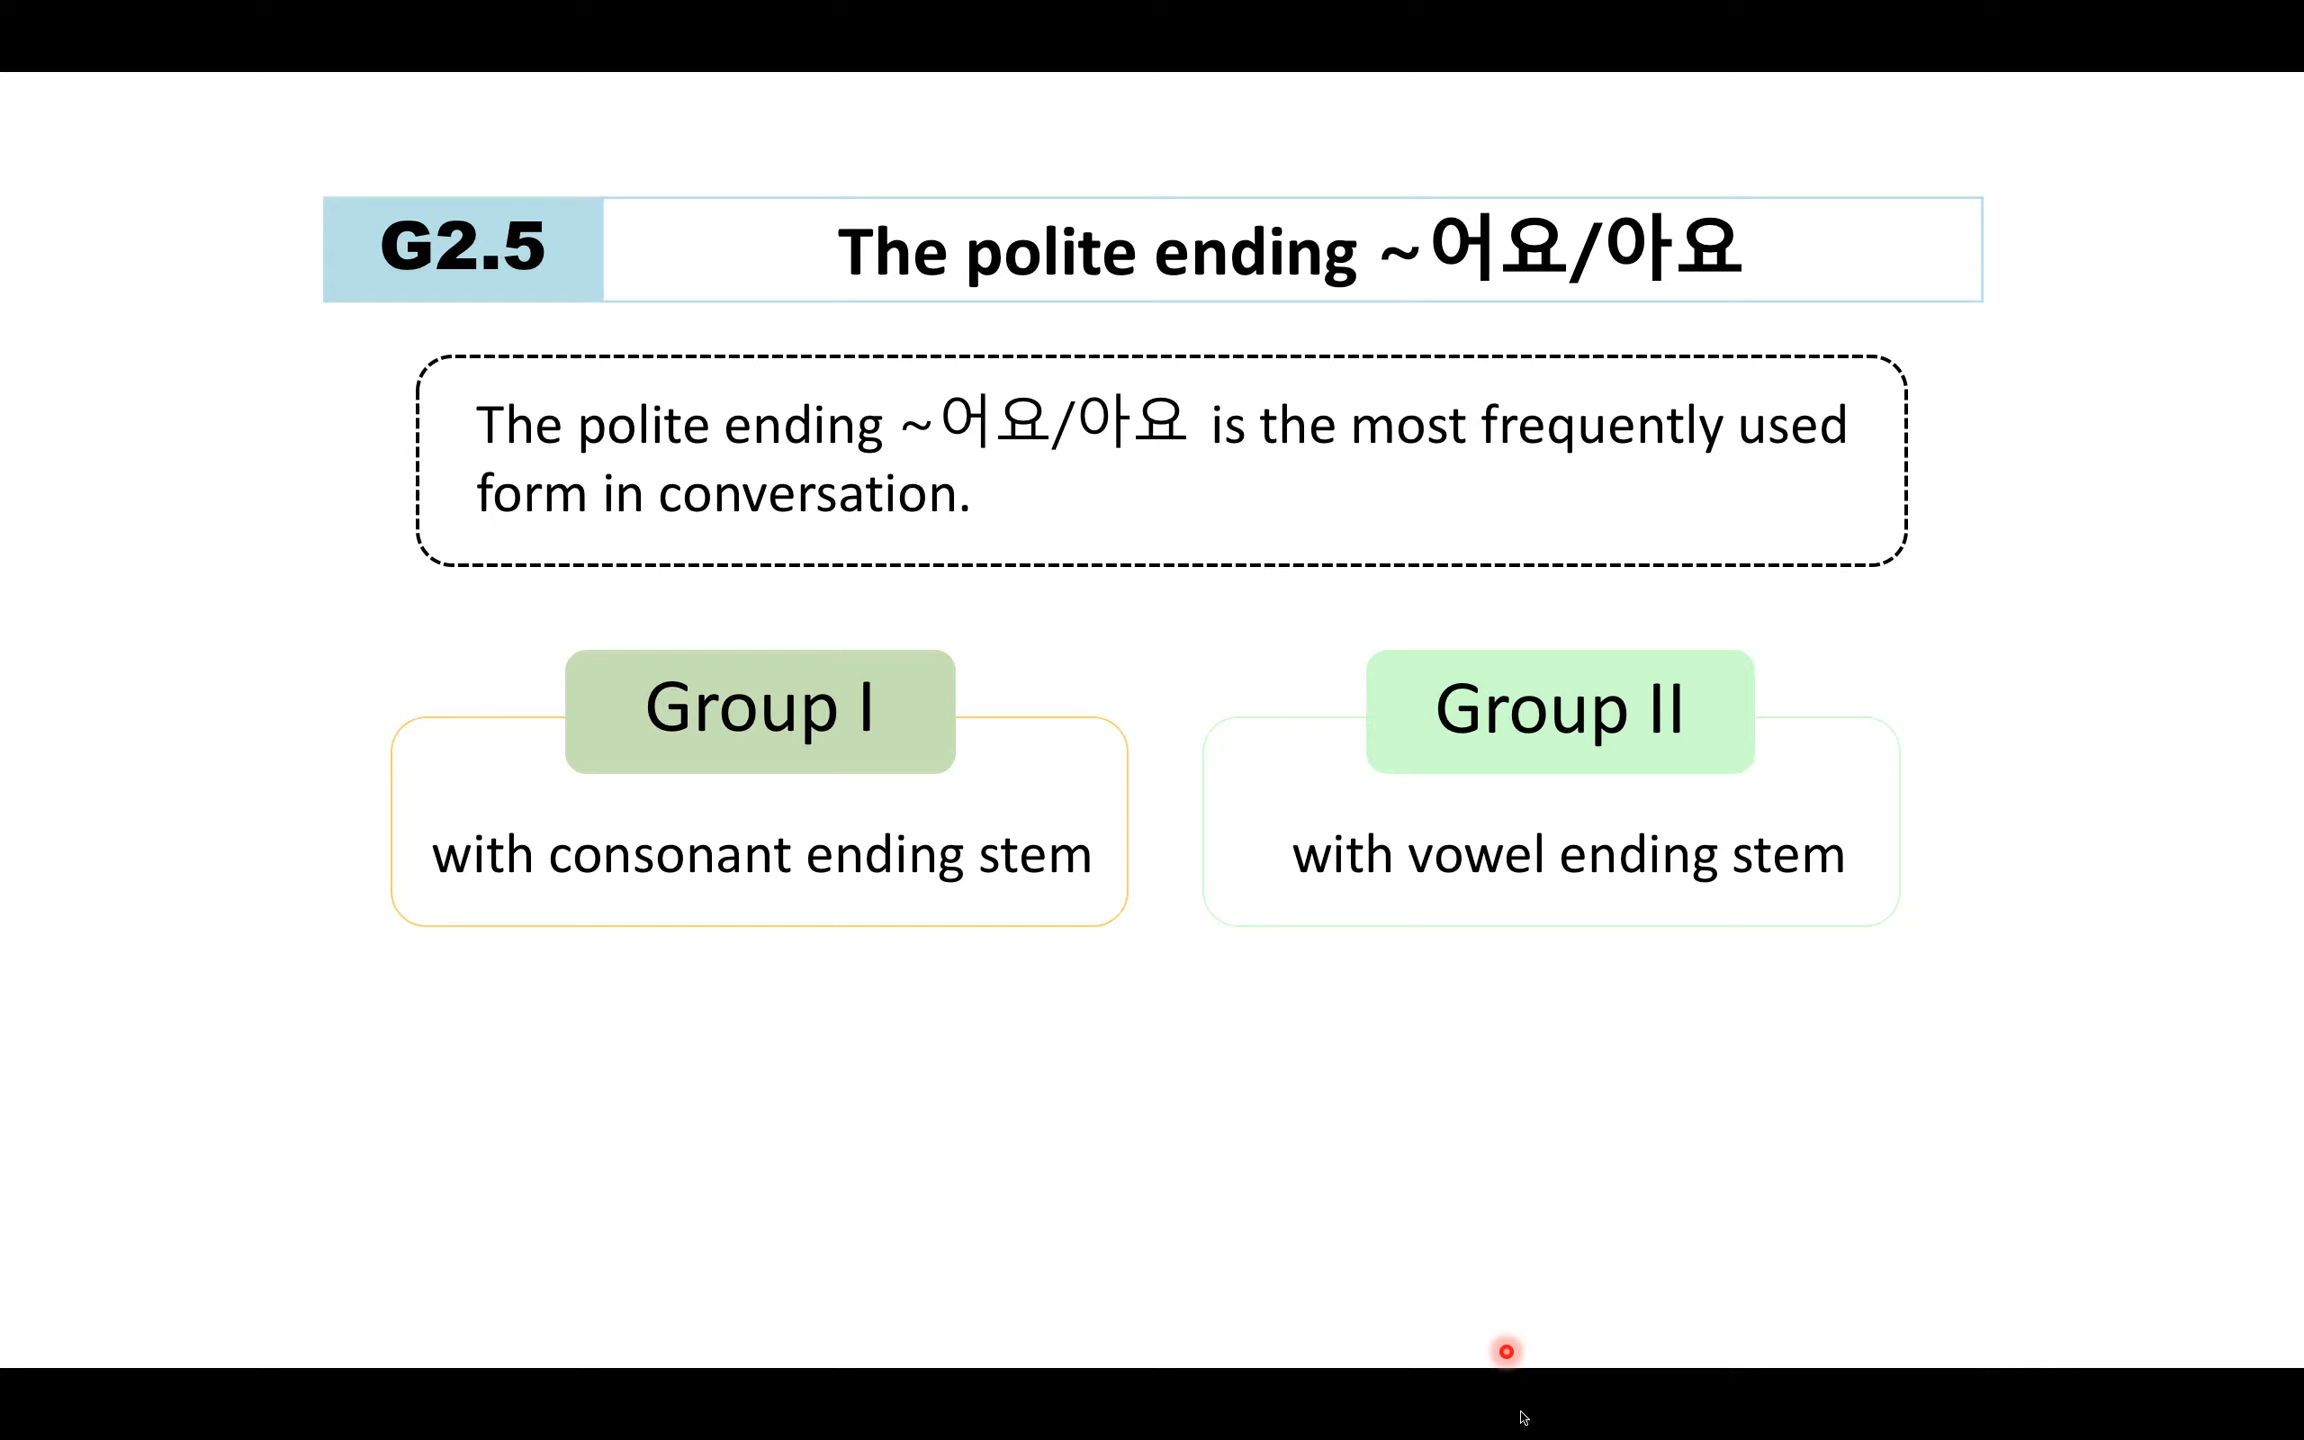 G2.5
The polite ending ~어요/아요
The polite ending ~어요/아요 is the most frequently used
form in conversation.
Group I
with consonant ending stem
Group II
with vowel ending stem